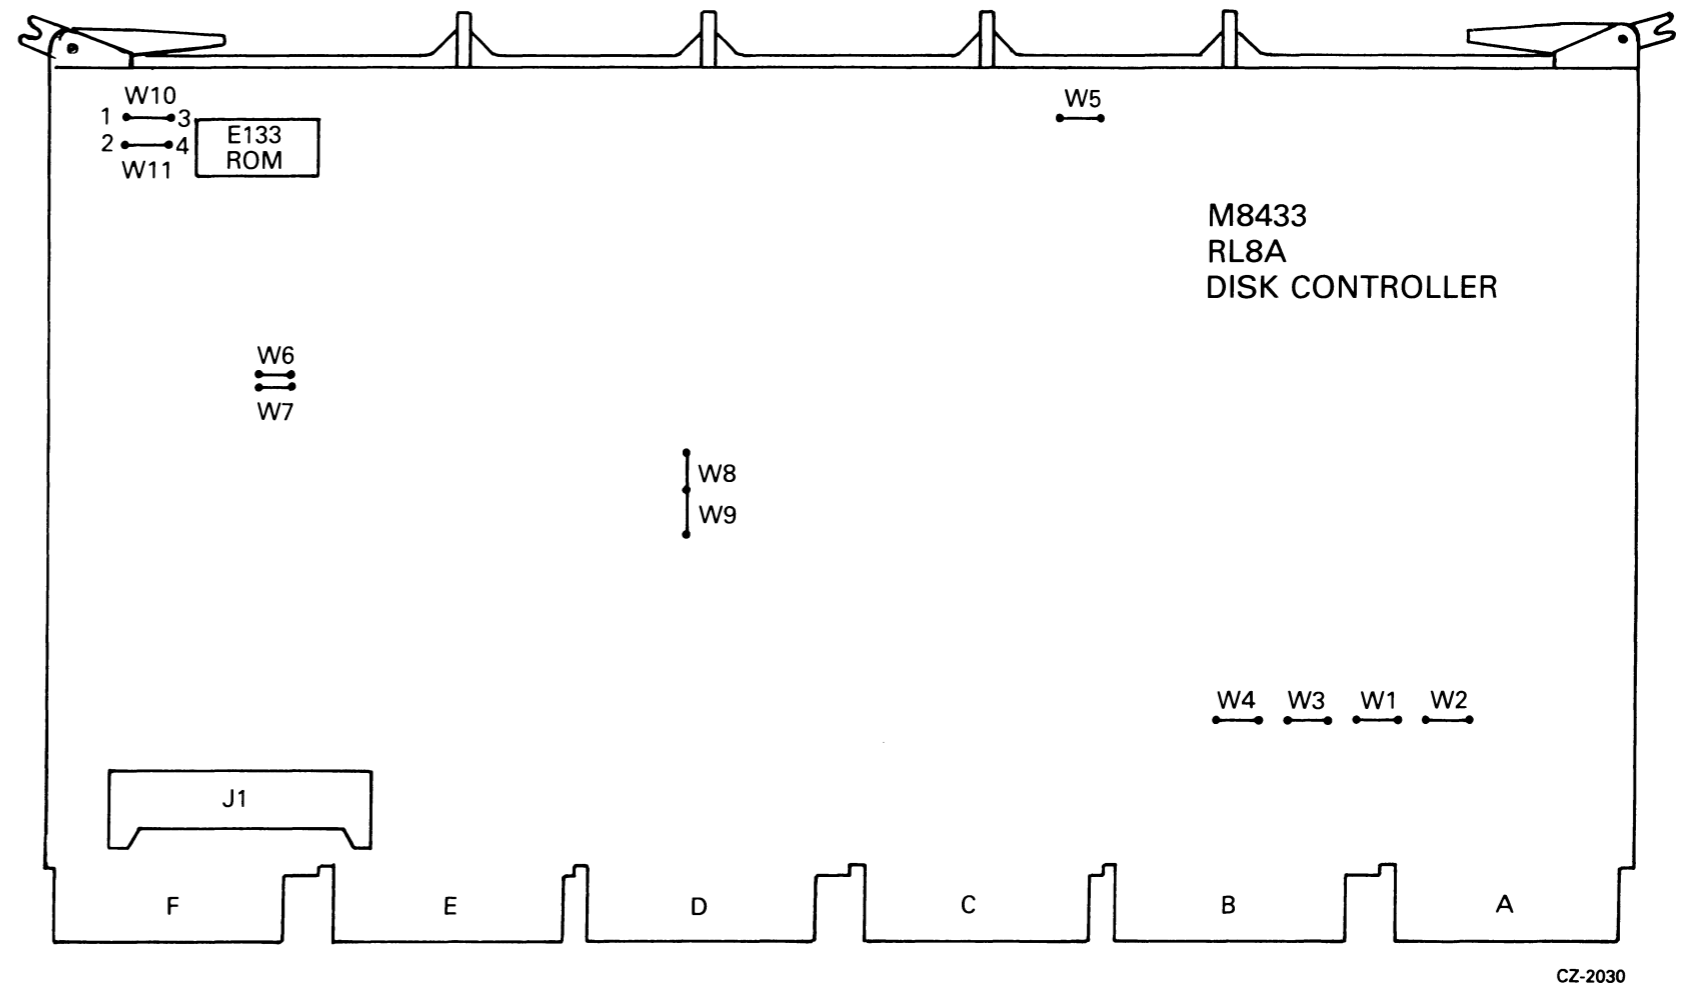 W10
1 3
2 4
W11
E133
ROM
W5
M8433
RL8A
DISK CONTROLLER
W6
W7
W8
W9
W4 W3 W1 W2
J1
F E D C B A
CZ-2030